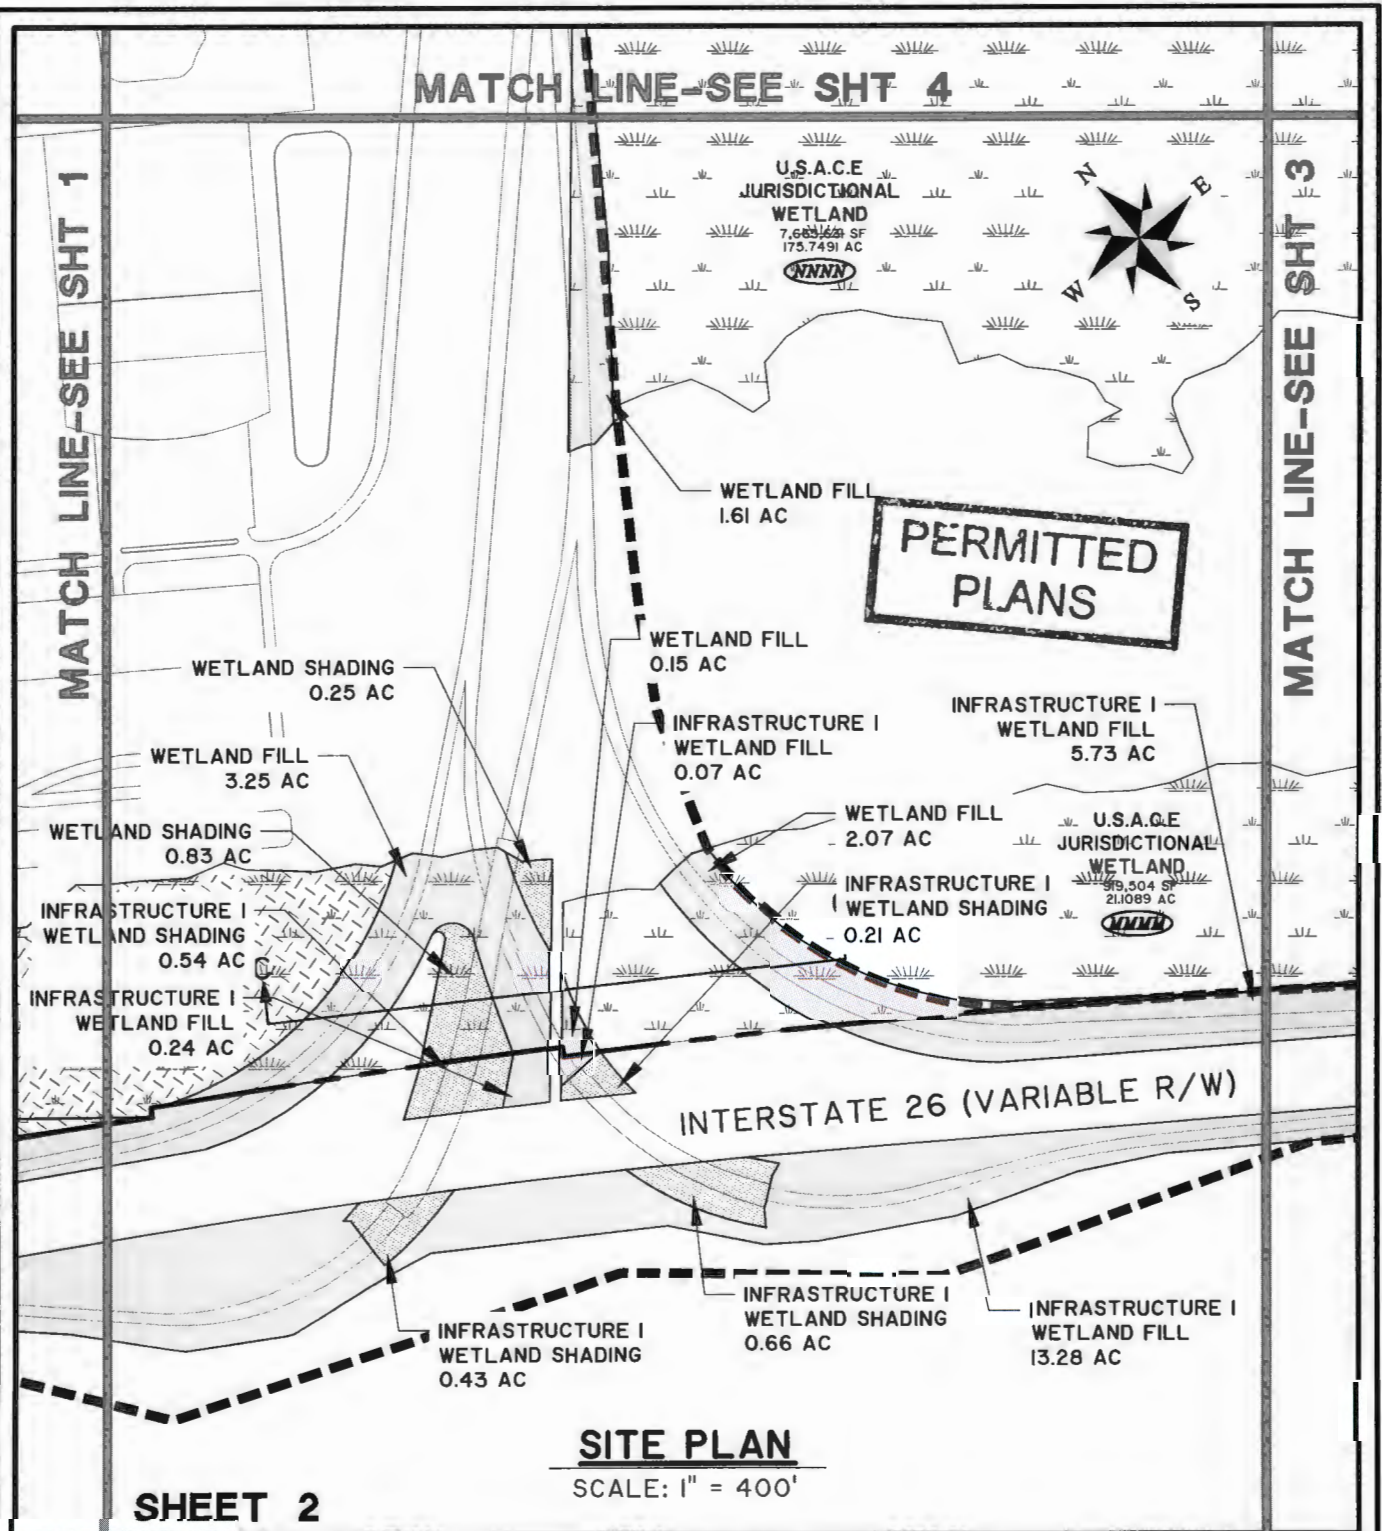 MATCH LINE-SEE SHT 4
MATCH LINE-SEE SHT 1
MATCH LINE-SEE SHT 3
U.S.A.C.E
JURISDICTIONAL
WETLAND
SF
175.7491 AC
NNNN
N
E
W
S
WETLAND FILL
1.61 AC
PERMITTED
PLANS
WETLAND FILL
0.15 AC
WETLAND SHADING
0.25 AC
INFRASTRUCTURE I
WETLAND FILL
0.07 AC
INFRASTRUCTURE I
WETLAND FILL
5.73 AC
WETLAND FILL
3.25 AC
WETLAND FILL
2.07 AC
WETLAND SHADING
0.83 AC
U.S.A.C.E
JURISDICTIONAL
WETLAND
519,504 SF
21.1089 AC
MMMM
INFRASTRUCTURE I
WETLAND SHADING
0.21 AC
INFRASTRUCTURE I
WETLAND SHADING
0.54 AC
INFRASTRUCTURE I
WETLAND FILL
0.24 AC
INTERSTATE 26 (VARIABLE R/W)
INFRASTRUCTURE I
WETLAND SHADING
0.66 AC
INFRASTRUCTURE I
WETLAND FILL
13.28 AC
INFRASTRUCTURE I
WETLAND SHADING
0.43 AC
SITE PLAN
SCALE: 1" = 400'
SHEET 2